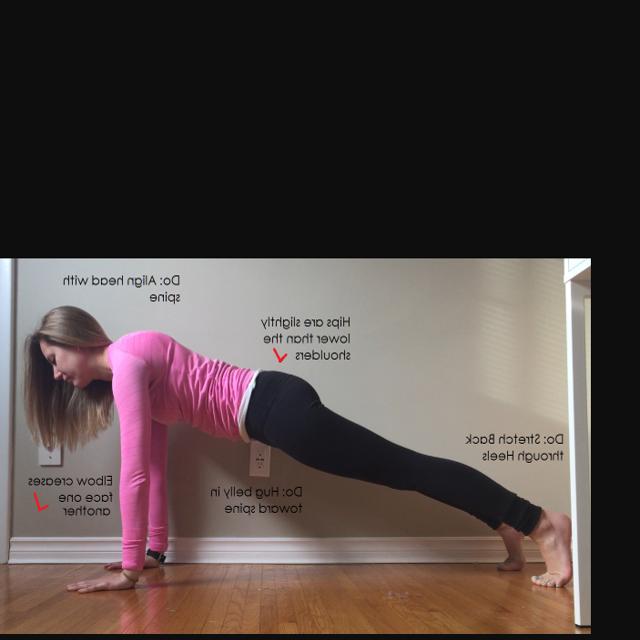 Do: Align head with
spine
Hips are slightly
lower than the
shoulders
Do: Stretch Back
through Heels
Elbow creases
face one
another
Do: Hug belly in
toward spine